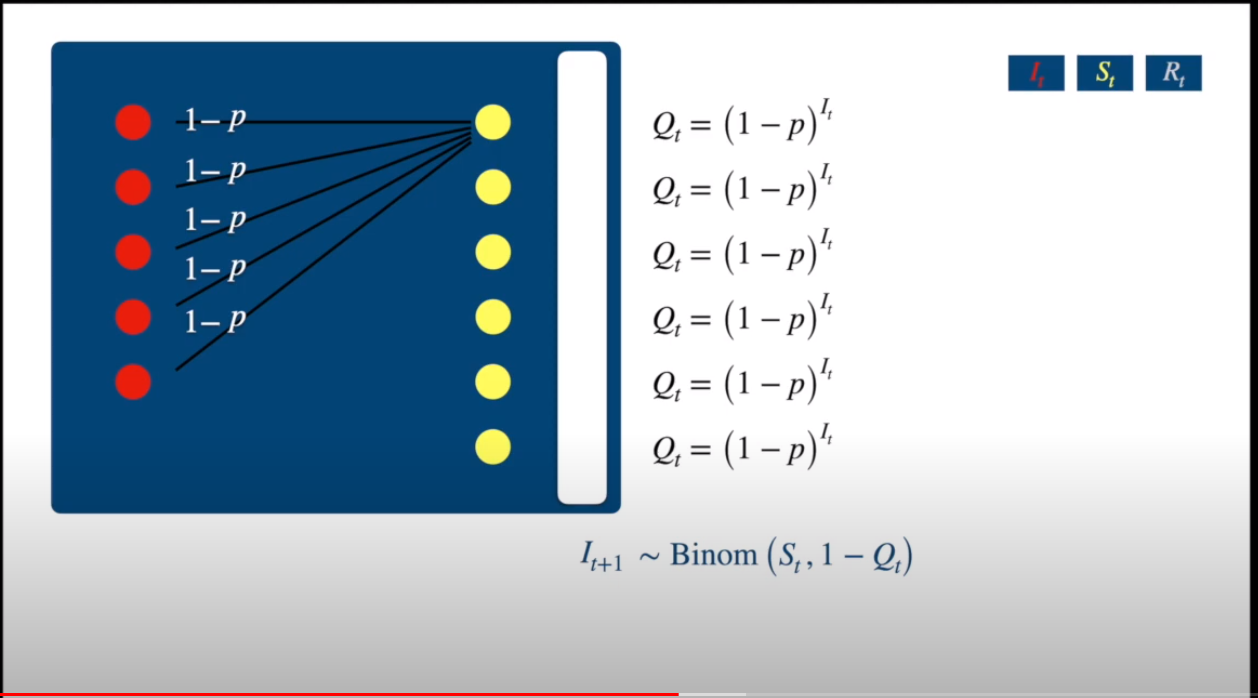 I_t S_t R_t
1 − p
1 − p
1 − p
1 − p
1 − p
Q_t = (1 − p)^{I_t}
Q_t = (1 − p)^{I_t}
Q_t = (1 − p)^{I_t}
Q_t = (1 − p)^{I_t}
Q_t = (1 − p)^{I_t}
Q_t = (1 − p)^{I_t}
I_{t+1} ~ Binom (S_t, 1 − Q_t)